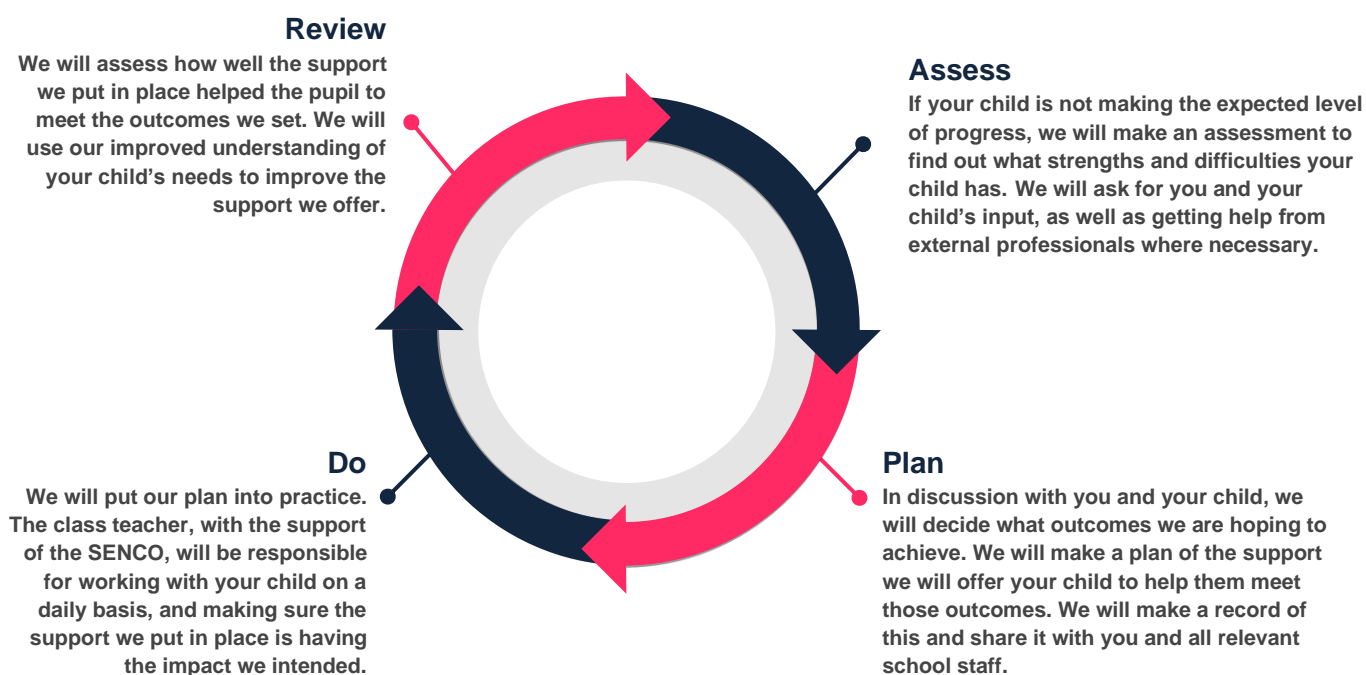 Review
We will assess how well the support
we put in place helped the pupil to
meet the outcomes we set. We will
use our improved understanding of
your child’s needs to improve the
support we offer.
Assess
If your child is not making the expected level
of progress, we will make an assessment to
find out what strengths and difficulties your
child has. We will ask for you and your
child’s input, as well as getting help from
external professionals where necessary.
Do
We will put our plan into practice.
The class teacher, with the support
of the SENCO, will be responsible
for working with your child on a
daily basis, and making sure the
support we put in place is having
the impact we intended.
Plan
In discussion with you and your child, we
will decide what outcomes we are hoping to
achieve. We will make a plan of the support
we will offer your child to help them meet
those outcomes. We will make a record of
this and share it with you and all relevant
school staff.